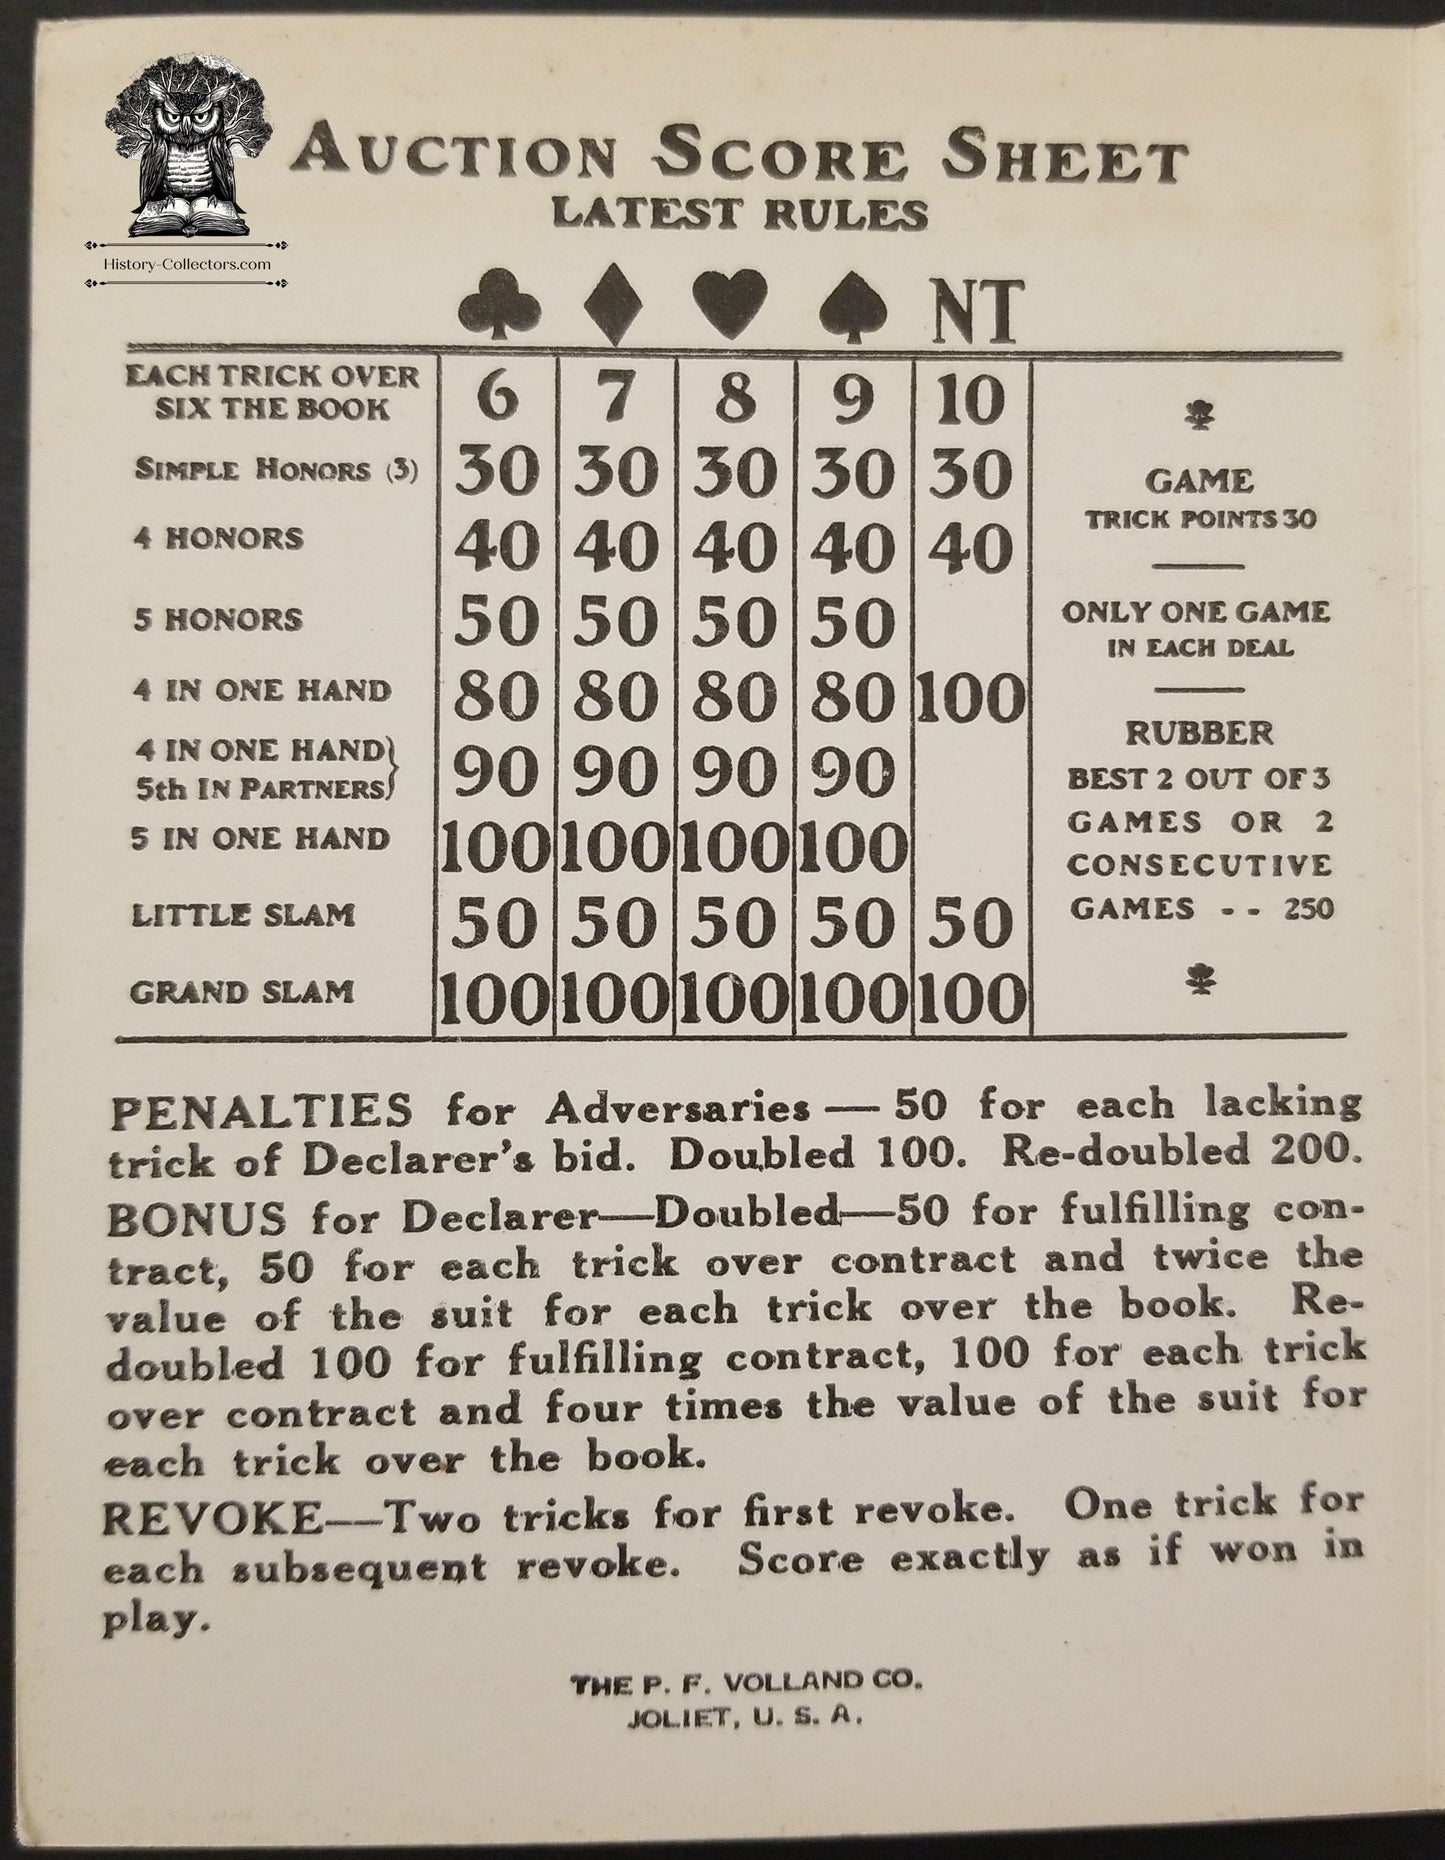 History-Collectors.com
AUCTION SCORE SHEET
LATEST RULES
♣ ♦ ♥ ♠ NT
EACH TRICK OVER
SIX THE BOOK 6 7 8 9 10
SIMPLE HONORS (3) 30 30 30 30 30
4 HONORS 40 40 40 40 40
5 HONORS 50 50 50 50
4 IN ONE HAND 80 80 80 80 100
4 IN ONE HAND}
5th IN PARTNERS} 90 90 90 90
5 IN ONE HAND 100 100 100 100
LITTLE SLAM 50 50 50 50 50
GRAND SLAM 100 100 100 100 100
GAME
TRICK POINTS 30
ONLY ONE GAME
IN EACH DEAL
RUBBER
BEST 2 OUT OF 3
GAMES OR 2
CONSECUTIVE
GAMES - - 250
PENALTIES for Adversaries — 50 for each lacking
trick of Declarer's bid. Doubled 100. Re-doubled 200.
BONUS for Declarer—Doubled—50 for fulfilling con-
tract, 50 for each trick over contract and twice the
value of the suit for each trick over the book. Re-
doubled 100 for fulfilling contract, 100 for each trick
over contract and four times the value of the suit for
each trick over the book.
REVOKE—Two tricks for first revoke. One trick for
each subsequent revoke. Score exactly as if won in
play.
THE P. F. VOLLAND CO.
JOLIET, U. S. A.